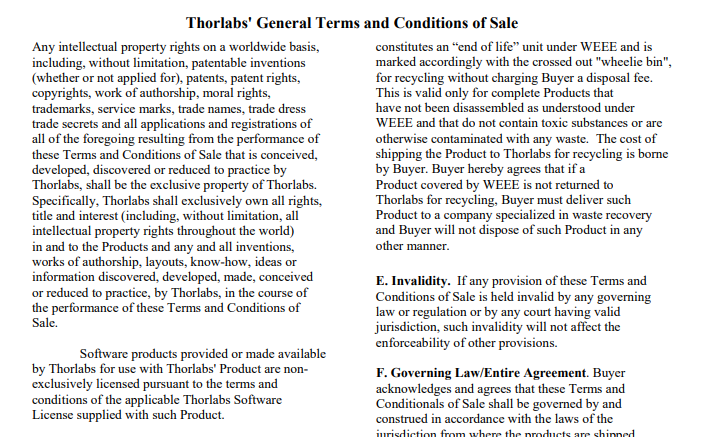 Thorlabs' General Terms and Conditions of Sale
Any intellectual property rights on a worldwide basis,
including, without limitation, patentable inventions
(whether or not applied for), patents, patent rights,
copyrights, work of authorship, moral rights,
trademarks, service marks, trade names, trade dress
trade secrets and all applications and registrations of
all of the foregoing resulting from the performance of
these Terms and Conditions of Sale that is conceived,
developed, discovered or reduced to practice by
Thorlabs, shall be the exclusive property of Thorlabs.
Specifically, Thorlabs shall exclusively own all rights,
title and interest (including, without limitation, all
intellectual property rights throughout the world)
in and to the Products and any and all inventions,
works of authorship, layouts, know-how, ideas or
information discovered, developed, made, conceived
or reduced to practice, by Thorlabs, in the course of
the performance of these Terms and Conditions of
Sale.
Software products provided or made available
by Thorlabs for use with Thorlabs' Product are non-
exclusively licensed pursuant to the terms and
conditions of the applicable Thorlabs Software
License supplied with such Product.
constitutes an “end of life” unit under WEEE and is
marked accordingly with the crossed out "wheelie bin",
for recycling without charging Buyer a disposal fee.
This is valid only for complete Products that
have not been disassembled as understood under
WEEE and that do not contain toxic substances or are
otherwise contaminated with any waste.  The cost of
shipping the Product to Thorlabs for recycling is borne
by Buyer. Buyer hereby agrees that if a
Product covered by WEEE is not returned to
Thorlabs for recycling, Buyer must deliver such
Product to a company specialized in waste recovery
and Buyer will not dispose of such Product in any
other manner.
E. Invalidity.  If any provision of these Terms and
Conditions of Sale is held invalid by any governing
law or regulation or by any court having valid
jurisdiction, such invalidity will not affect the
enforceability of other provisions.
F. Governing Law/Entire Agreement. Buyer
acknowledges and agrees that these Terms and
Conditionals of Sale shall be governed by and
construed in accordance with the laws of the
jurisdiction from where the products are shipped